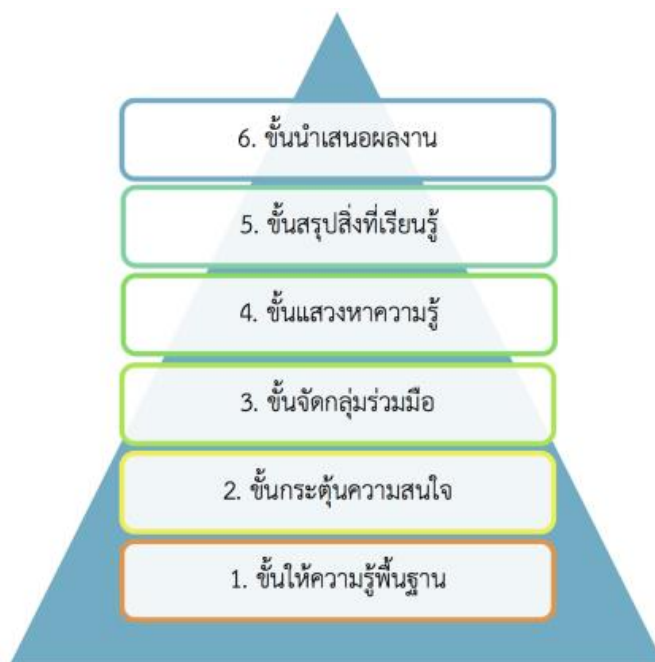 6. ขั้นนำเสนอผลงาน
5. ขั้นสรุปสิ่งที่เรียนรู้
4. ขั้นแสวงหาความรู้
3. ขั้นจัดกลุ่มร่วมมือ
2. ขั้นกระตุ้นความสนใจ
1. ขั้นให้ความรู้พื้นฐาน